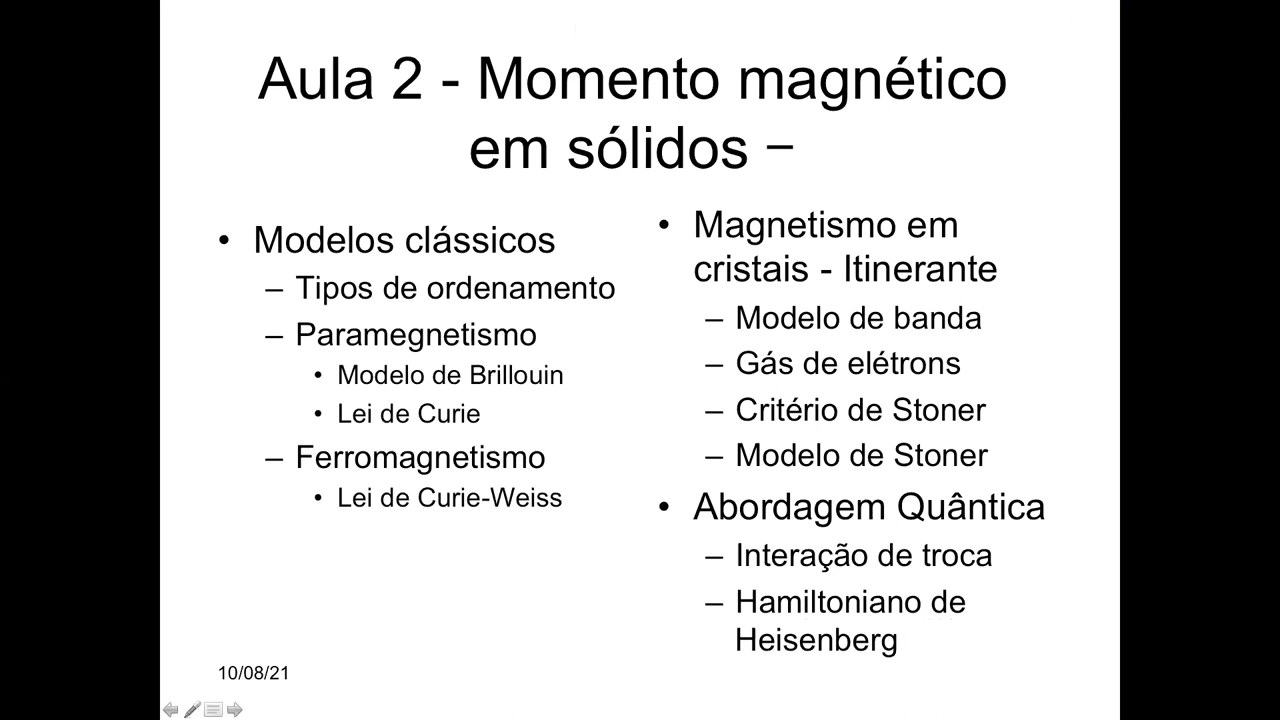 Aula 2 - Momento magnético
em sólidos –
• Modelos clássicos
– Tipos de ordenamento
– Paramegnetismo
• Modelo de Brillouin
• Lei de Curie
– Ferromagnetismo
• Lei de Curie-Weiss
• Magnetismo em
cristais - Itinerante
– Modelo de banda
– Gás de elétrons
– Critério de Stoner
– Modelo de Stoner
• Abordagem Quântica
– Interação de troca
– Hamiltoniano de
Heisenberg
10/08/21